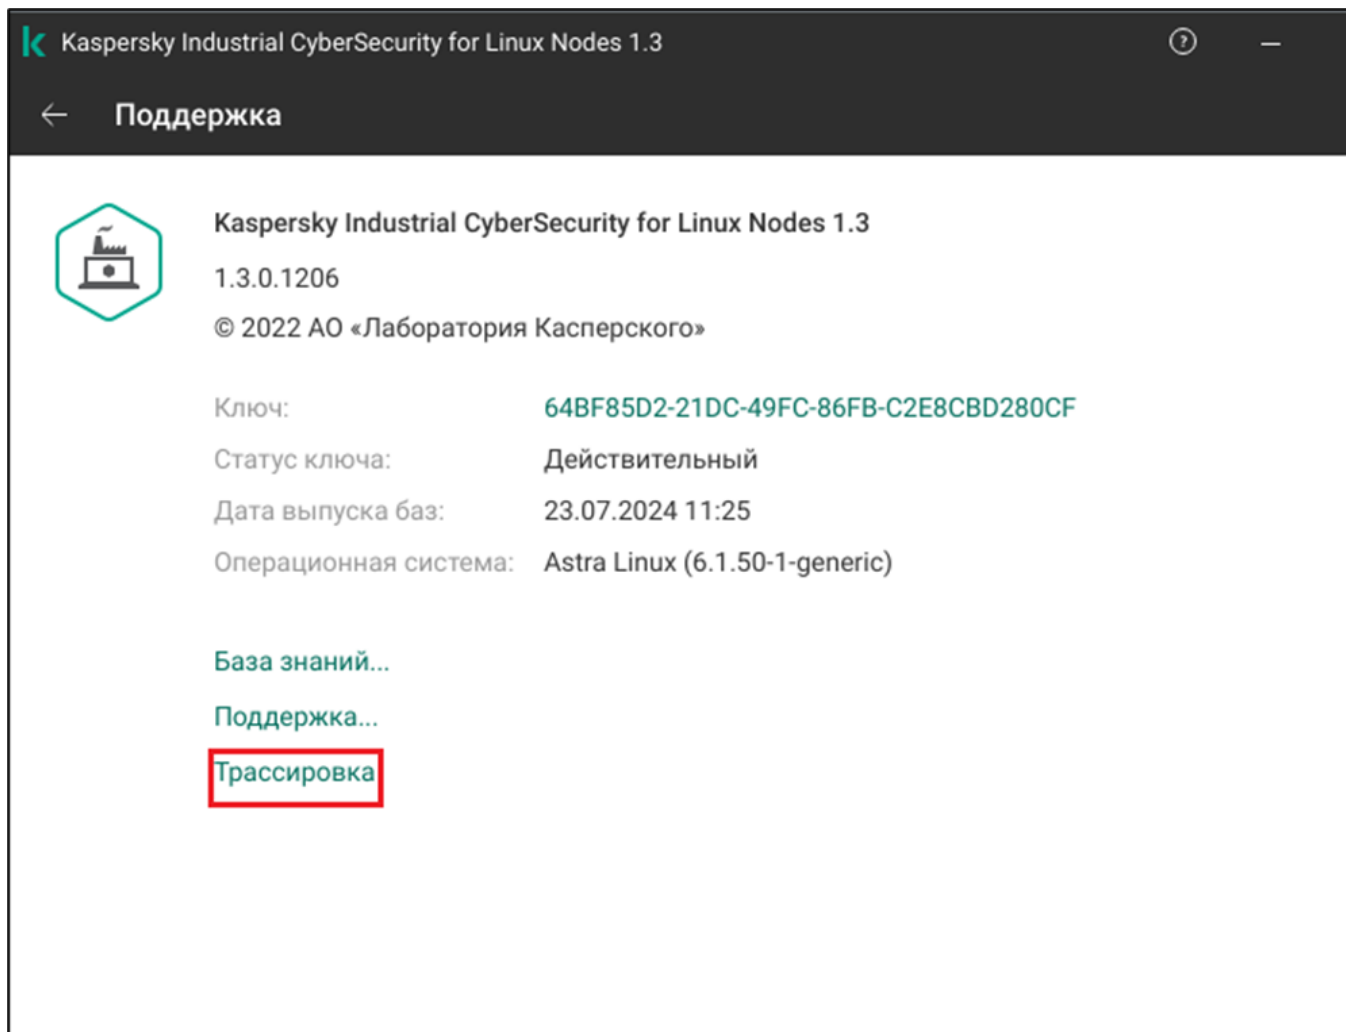 Kaspersky Industrial CyberSecurity for Linux Nodes 1.3
Поддержка
Kaspersky Industrial CyberSecurity for Linux Nodes 1.3
1.3.0.1206
© 2022 АО «Лаборатория Касперского»
Ключ: 64BF85D2-21DC-49FC-86FB-C2E8CBD280CF
Статус ключа: Действительный
Дата выпуска баз: 23.07.2024 11:25
Операционная система: Astra Linux (6.1.50-1-generic)
База знаний...
Поддержка...
Трассировка